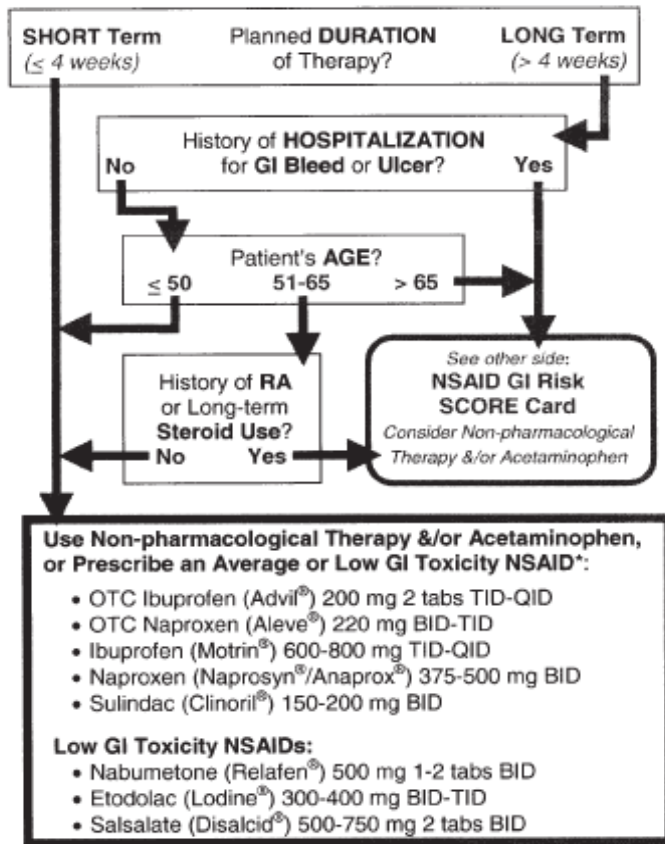 SHORT Term Planned DURATION LONG Term
(≤ 4 weeks) of Therapy? (> 4 weeks)
History of HOSPITALIZATION
No for GI Bleed or Ulcer? Yes
Patient's AGE?
≤ 50 51-65 > 65
History of RA
or Long-term
Steroid Use?
No Yes
See other side:
NSAID GI Risk
SCORE Card
Consider Non-pharmacological
Therapy &/or Acetaminophen
Use Non-pharmacological Therapy &/or Acetaminophen,
or Prescribe an Average or Low GI Toxicity NSAID*:
• OTC Ibuprofen (Advil®) 200 mg 2 tabs TID-QID
• OTC Naproxen (Aleve®) 220 mg BID-TID
• Ibuprofen (Motrin®) 600-800 mg TID-QID
• Naproxen (Naprosyn®/Anaprox®) 375-500 mg BID
• Sulindac (Clinoril®) 150-200 mg BID
Low GI Toxicity NSAIDs:
• Nabumetone (Relafen®) 500 mg 1-2 tabs BID
• Etodolac (Lodine®) 300-400 mg BID-TID
• Salsalate (Disalcid®) 500-750 mg 2 tabs BID